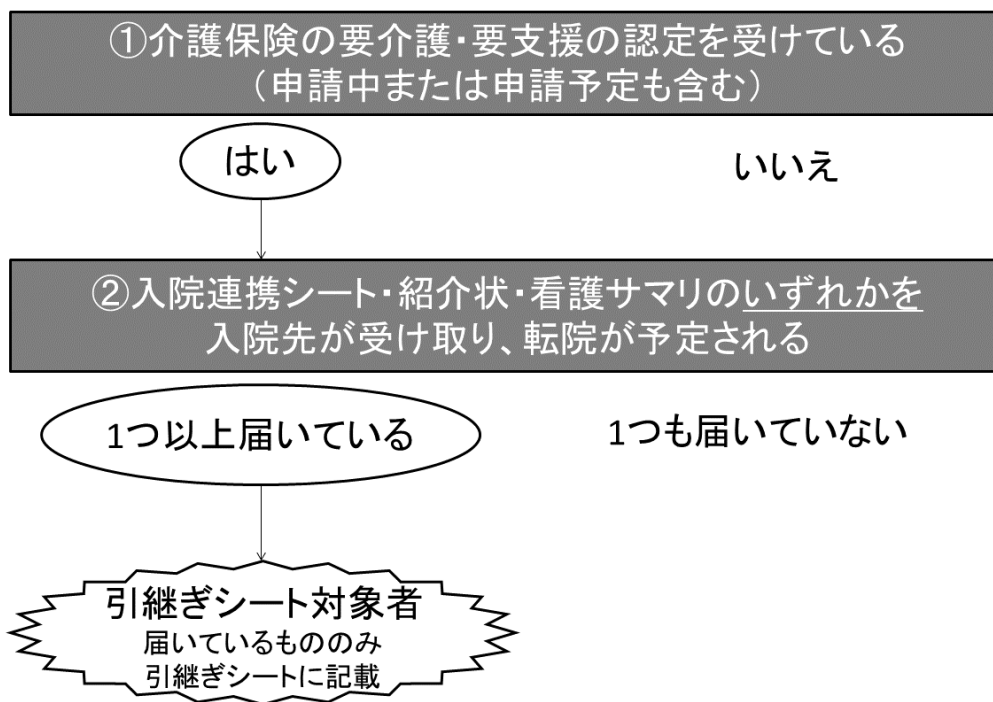 ①介護保険の要介護・要支援の認定を受けている
（申請中または申請予定も含む）
はい
いいえ
②入院連携シート・紹介状・看護サマリのいずれかを
入院先が受け取り、転院が予定される
1つ以上届いている
1つも届いていない
引継ぎシート対象者
届いているもののみ
引継ぎシートに記載